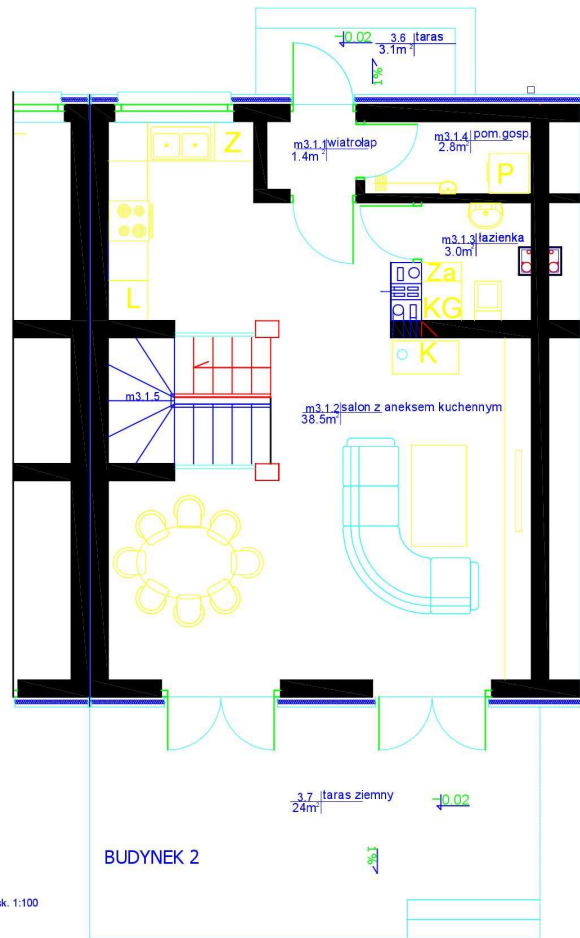 -0.02
3.6 taras
3.1m²
1%
m3.1.1 wiatrołap
1.4m²
m3.1.4 pom.gosp.
2.8m²
Z
P
m3.1.3 łazienka
3.0m²
Za
KG
L
K
m3.1.5
m3.1.2 salon z aneksem kuchennym
38.5m²
3.7 taras ziemny
24m²
-0.02
1%
BUDYNEK 2
sk. 1:100